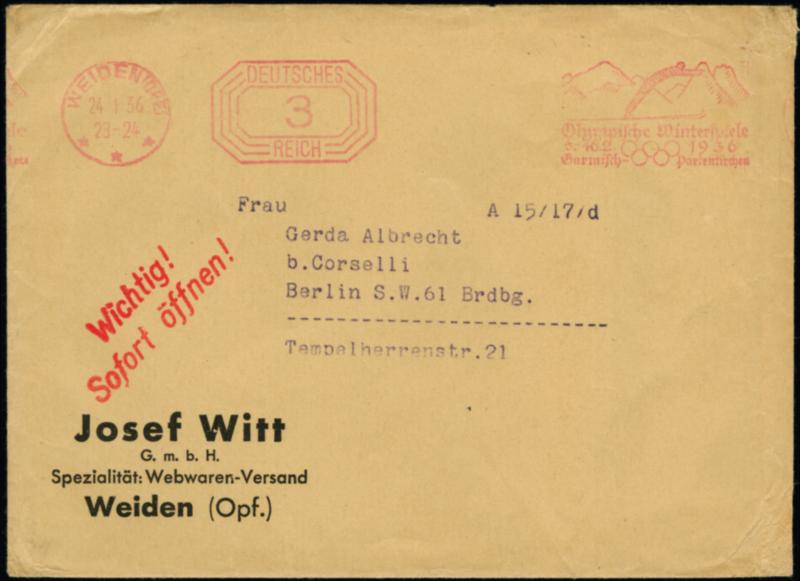 WEIDEN (OPF)
24.1.36
23-24
DEUTSCHES
3
REICH
Olympische Winterspiele
6.-16.2. 1936
Garmisch-Partenkirchen
Frau A 15/17/d
Gerda Albrecht
b.Corselli
Berlin S.W.61 Brdbg.
Tempelherrenstr.21
Wichtig!
Sofort öffnen!
Josef Witt
G. m. b. H.
Spezialität: Webwaren-Versand
Weiden (Opf.)